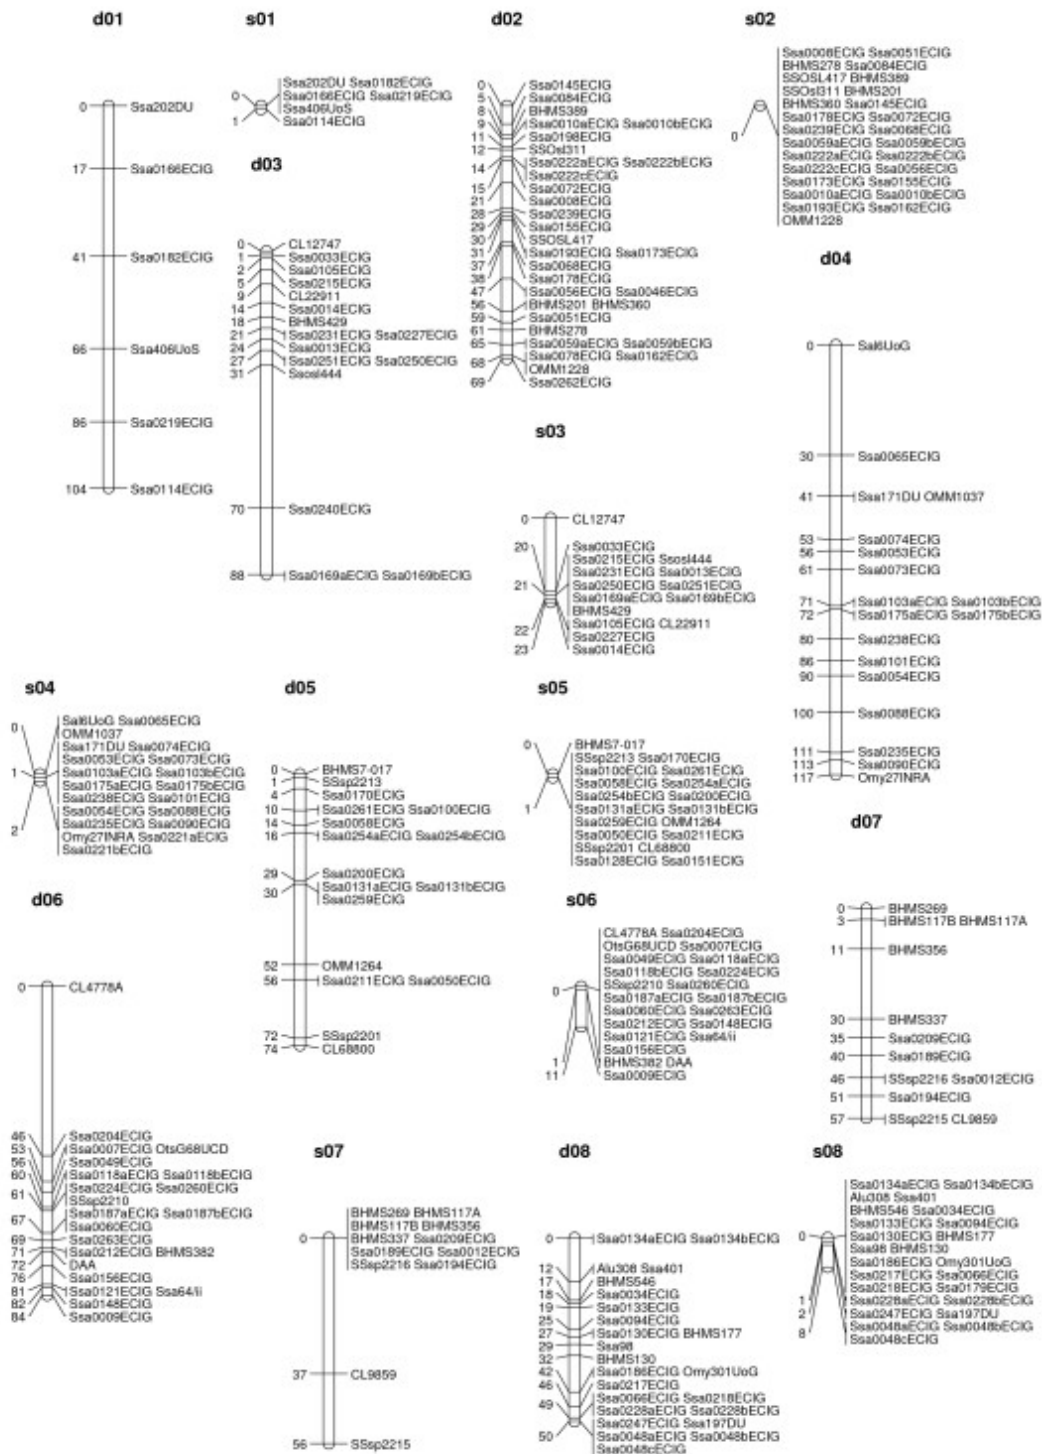 d01
0 Ssa202DU
17 Ssa0166ECIG
41 Ssa0182ECIG
66 Ssa406UoS
86 Ssa0219ECIG
104 Ssa0114ECIG
s01
Ssa202DU Ssa0182ECIG
0 Ssa0166ECIG Ssa0219ECIG
Ssa406UoS
1 Ssa0114ECIG
d03
0 CL12747
1 Ssa0033ECIG
2 Ssa0105ECIG
5 Ssa0215ECIG
9 CL22911
14 Ssa0014ECIG
18 BHMS429
21 Ssa0231ECIG Ssa0227ECIG
24 Ssa0013ECIG
27 Ssa0251ECIG Ssa0250ECIG
31 Ssosl444
70 Ssa0240ECIG
88 Ssa0169aECIG Ssa0169bECIG
d02
0 Ssa0145ECIG
5 Ssa0084ECIG
8 BHMS389
9 Ssa0010aECIG Ssa0010bECIG
11 Ssa0198ECIG
12 SSOsl311
14 Ssa0222aECIG Ssa0222bECIG
Ssa0222cECIG
15 Ssa0072ECIG
21 Ssa0008ECIG
28 Ssa0239ECIG
29 Ssa0155ECIG
30 SSOSL417
31 Ssa0193ECIG Ssa0173ECIG
37 Ssa0068ECIG
38 Ssa0178ECIG
47 Ssa0056ECIG Ssa0046ECIG
56 BHMS201 BHMS360
59 Ssa0051ECIG
61 BHMS278
65 Ssa0059aECIG Ssa0059bECIG
68 Ssa0078ECIG Ssa0162ECIG
OMM1228
69 Ssa0262ECIG
s02
Ssa0008ECIG Ssa0051ECIG
BHMS278 Ssa0084ECIG
SSOSL417 BHMS389
SSOsl311 BHMS201
BHMS360 Ssa0145ECIG
Ssa0178ECIG Ssa0072ECIG
0 Ssa0239ECIG Ssa0068ECIG
Ssa0059aECIG Ssa0059bECIG
Ssa0222aECIG Ssa0222bECIG
Ssa0222cECIG Ssa0056ECIG
Ssa0173ECIG Ssa0155ECIG
Ssa0010aECIG Ssa0010bECIG
Ssa0193ECIG Ssa0162ECIG
OMM1228
s03
0 CL12747
20 Ssa0033ECIG
Ssa0215ECIG Ssosl444
Ssa0231ECIG Ssa0013ECIG
21 Ssa0250ECIG Ssa0251ECIG
Ssa0169aECIG Ssa0169bECIG
BHMS429
22 Ssa0105ECIG CL22911
Ssa0227ECIG
23 Ssa0014ECIG
d04
0 Sal6UoG
30 Ssa0065ECIG
41 Ssa171DU OMM1037
53 Ssa0074ECIG
56 Ssa0053ECIG
61 Ssa0073ECIG
71 Ssa0103aECIG Ssa0103bECIG
72 Ssa0175aECIG Ssa0175bECIG
80 Ssa0238ECIG
86 Ssa0101ECIG
90 Ssa0054ECIG
100 Ssa0088ECIG
111 Ssa0235ECIG
113 Ssa0090ECIG
117 Omy27INRA
s04
0 Sal6UoG Ssa0065ECIG
OMM1037
Ssa171DU Ssa0074ECIG
Ssa0053ECIG Ssa0073ECIG
1 Ssa0103aECIG Ssa0103bECIG
Ssa0175aECIG Ssa0175bECIG
Ssa0238ECIG Ssa0101ECIG
Ssa0054ECIG Ssa0088ECIG
Ssa0235ECIG Ssa0090ECIG
2 Omy27INRA Ssa0221aECIG
Ssa0221bECIG
d05
0 BHMS7-017
1 SSsp2213
4 Ssa0170ECIG
10 Ssa0261ECIG Ssa0100ECIG
14 Ssa0058ECIG
16 Ssa0254aECIG Ssa0254bECIG
29 Ssa0200ECIG
30 Ssa0131aECIG Ssa0131bECIG
Ssa0259ECIG
52 OMM1264
56 Ssa0211ECIG Ssa0050ECIG
72 SSsp2201
74 CL68800
s05
0 BHMS7-017
SSsp2213 Ssa0170ECIG
Ssa0100ECIG Ssa0261ECIG
Ssa0058ECIG Ssa0254aECIG
Ssa0254bECIG Ssa0200ECIG
1 Ssa0131aECIG Ssa0131bECIG
Ssa0259ECIG OMM1264
Ssa0050ECIG Ssa0211ECIG
SSsp2201 CL68800
Ssa0128ECIG Ssa0151ECIG
d06
0 CL4778A
46 Ssa0204ECIG
53 Ssa0007ECIG OtsG68UCD
56 Ssa0049ECIG
60 Ssa0118aECIG Ssa0118bECIG
61 Ssa0224ECIG Ssa0260ECIG
SSsp2210
67 Ssa0187aECIG Ssa0187bECIG
Ssa0060ECIG
69 Ssa0263ECIG
71 Ssa0212ECIG BHMS382
72 DAA
76 Ssa0156ECIG
81 Ssa0121ECIG Ssa64/ii
82 Ssa0148ECIG
84 Ssa0009ECIG
s06
CL4778A Ssa0204ECIG
OtsG68UCD Ssa0007ECIG
Ssa0049ECIG Ssa0118aECIG
Ssa0118bECIG Ssa0224ECIG
SSsp2210 Ssa0260ECIG
0 Ssa0187aECIG Ssa0187bECIG
Ssa0060ECIG Ssa0263ECIG
Ssa0212ECIG Ssa0148ECIG
Ssa0121ECIG Ssa64/ii
Ssa0156ECIG
1 BHMS382 DAA
11 Ssa0009ECIG
d07
0 BHMS269
3 BHMS117B BHMS117A
11 BHMS356
30 BHMS337
35 Ssa0209ECIG
40 Ssa0189ECIG
46 SSsp2216 Ssa0012ECIG
51 Ssa0194ECIG
57 SSsp2215 CL9859
s07
BHMS269 BHMS117A
BHMS117B BHMS356
0 BHMS337 Ssa0209ECIG
Ssa0189ECIG Ssa0012ECIG
SSsp2216 Ssa0194ECIG
37 CL9859
56 SSsp2215
d08
0 Ssa0134aECIG Ssa0134bECIG
12 Alu308 Ssa401
17 BHMS546
18 Ssa0034ECIG
19 Ssa0133ECIG
25 Ssa0094ECIG
27 Ssa0130ECIG BHMS177
29 Ssa98
32 BHMS130
42 Ssa0186ECIG Omy301UoG
46 Ssa0217ECIG
49 Ssa0066ECIG Ssa0218ECIG
Ssa0228aECIG Ssa0228bECIG
Ssa0247ECIG Ssa197DU
50 Ssa0048aECIG Ssa0048bECIG
Ssa0048cECIG
s08
Ssa0134aECIG Ssa0134bECIG
Alu308 Ssa401
BHMS546 Ssa0034ECIG
Ssa0133ECIG Ssa0094ECIG
0 Ssa0130ECIG BHMS177
Ssa98 BHMS130
Ssa0186ECIG Omy301UoG
Ssa0217ECIG Ssa0066ECIG
Ssa0218ECIG Ssa0179ECIG
1 Ssa0228aECIG Ssa0228bECIG
2 Ssa0247ECIG Ssa197DU
8 Ssa0048aECIG Ssa0048bECIG
Ssa0048cECIG